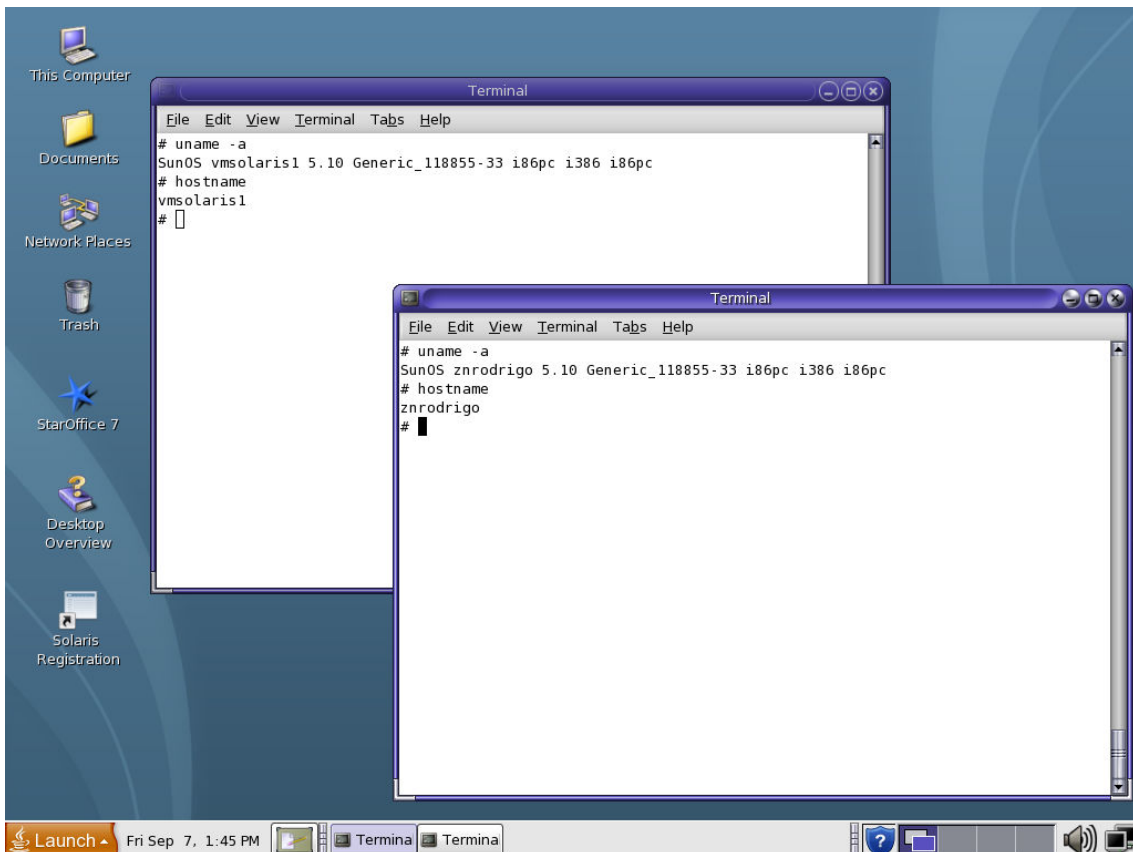 This Computer
Documents
Network Places
Trash
StarOffice 7
Desktop
Overview
Solaris
Registration
Terminal
File Edit View Terminal Tabs Help
# uname -a
SunOS vmsolaris1 5.10 Generic_118855-33 i86pc i386 i86pc
# hostname
vmsolaris1
#
Terminal
File Edit View Terminal Tabs Help
# uname -a
SunOS znrodrigo 5.10 Generic_118855-33 i86pc i386 i86pc
# hostname
znrodrigo
#
Launch Fri Sep 7, 1:45 PM Termina Termina